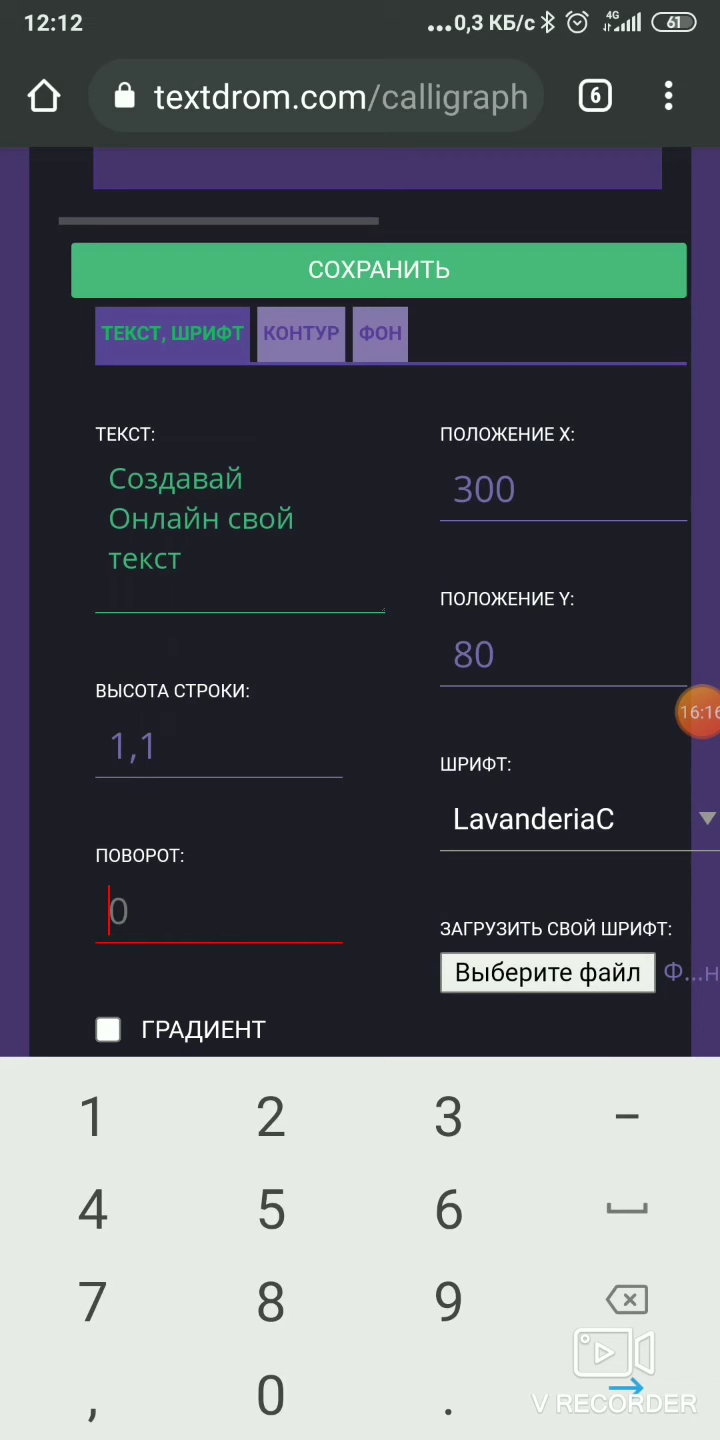 12:12
...0,3 КБ/с 4G 61
textdrom.com/calligraph
6
СОХРАНИТЬ
ТЕКСТ, ШРИФТ КОНТУР ФОН
ТЕКСТ:
Создавай
Онлайн свой
текст
ПОЛОЖЕНИЕ X:
300
ПОЛОЖЕНИЕ Y:
80
ВЫСОТА СТРОКИ:
1,1
16:16
ШРИФТ:
LavanderiaC
ПОВОРОТ:
0
ЗАГРУЗИТЬ СВОЙ ШРИФТ:
Выберите файл Ф...н
ГРАДИЕНТ
1 2 3 -
4 5 6
7 8 9
, 0 .
V RECORDER